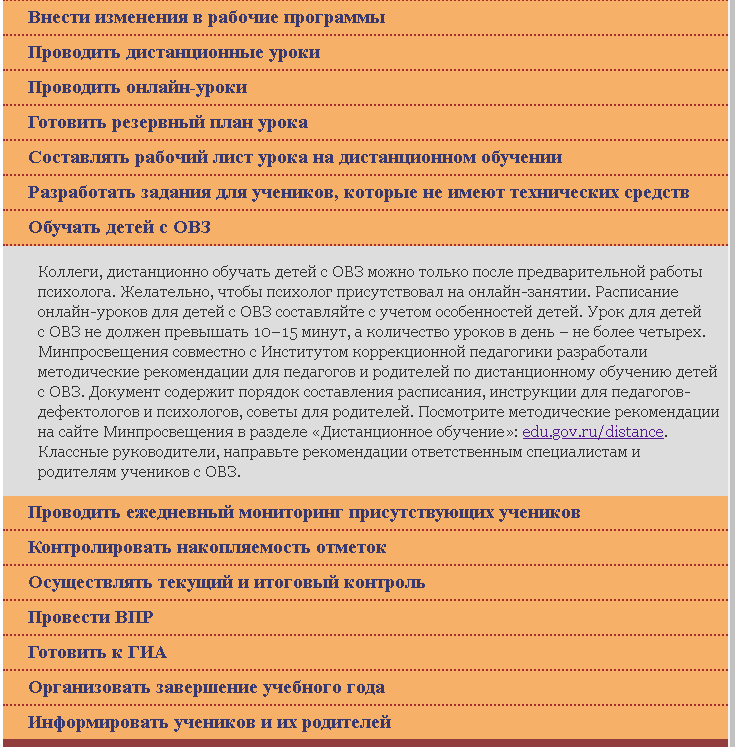 Внести изменения в рабочие программы
Проводить дистанционные уроки
Проводить онлайн-уроки
Готовить резервный план урока
Составлять рабочий лист урока на дистанционном обучении
Разработать задания для учеников, которые не имеют технических средств
Обучать детей с ОВЗ
Коллеги, дистанционно обучать детей с ОВЗ можно только после предварительной работы
психолога. Желательно, чтобы психолог присутствовал на онлайн-занятии. Расписание
онлайн-уроков для детей с ОВЗ составляйте с учетом особенностей детей. Урок для детей
с ОВЗ не должен превышать 10–15 минут, а количество уроков в день – не более четырех.
Минпросвещения совместно с Институтом коррекционной педагогики разработали
методические рекомендации для педагогов и родителей по дистанционному обучению детей
с ОВЗ. Документ содержит порядок составления расписания, инструкции для педагогов-
дефектологов и психологов, советы для родителей. Посмотрите методические рекомендации
на сайте Минпросвещения в разделе «Дистанционное обучение»: edu.gov.ru/distance.
Классные руководители, направьте рекомендации ответственным специалистам и
родителям учеников с ОВЗ.
Проводить ежедневный мониторинг присутствующих учеников
Контролировать накопляемость отметок
Осуществлять текущий и итоговый контроль
Провести ВПР
Готовить к ГИА
Организовать завершение учебного года
Информировать учеников и их родителей